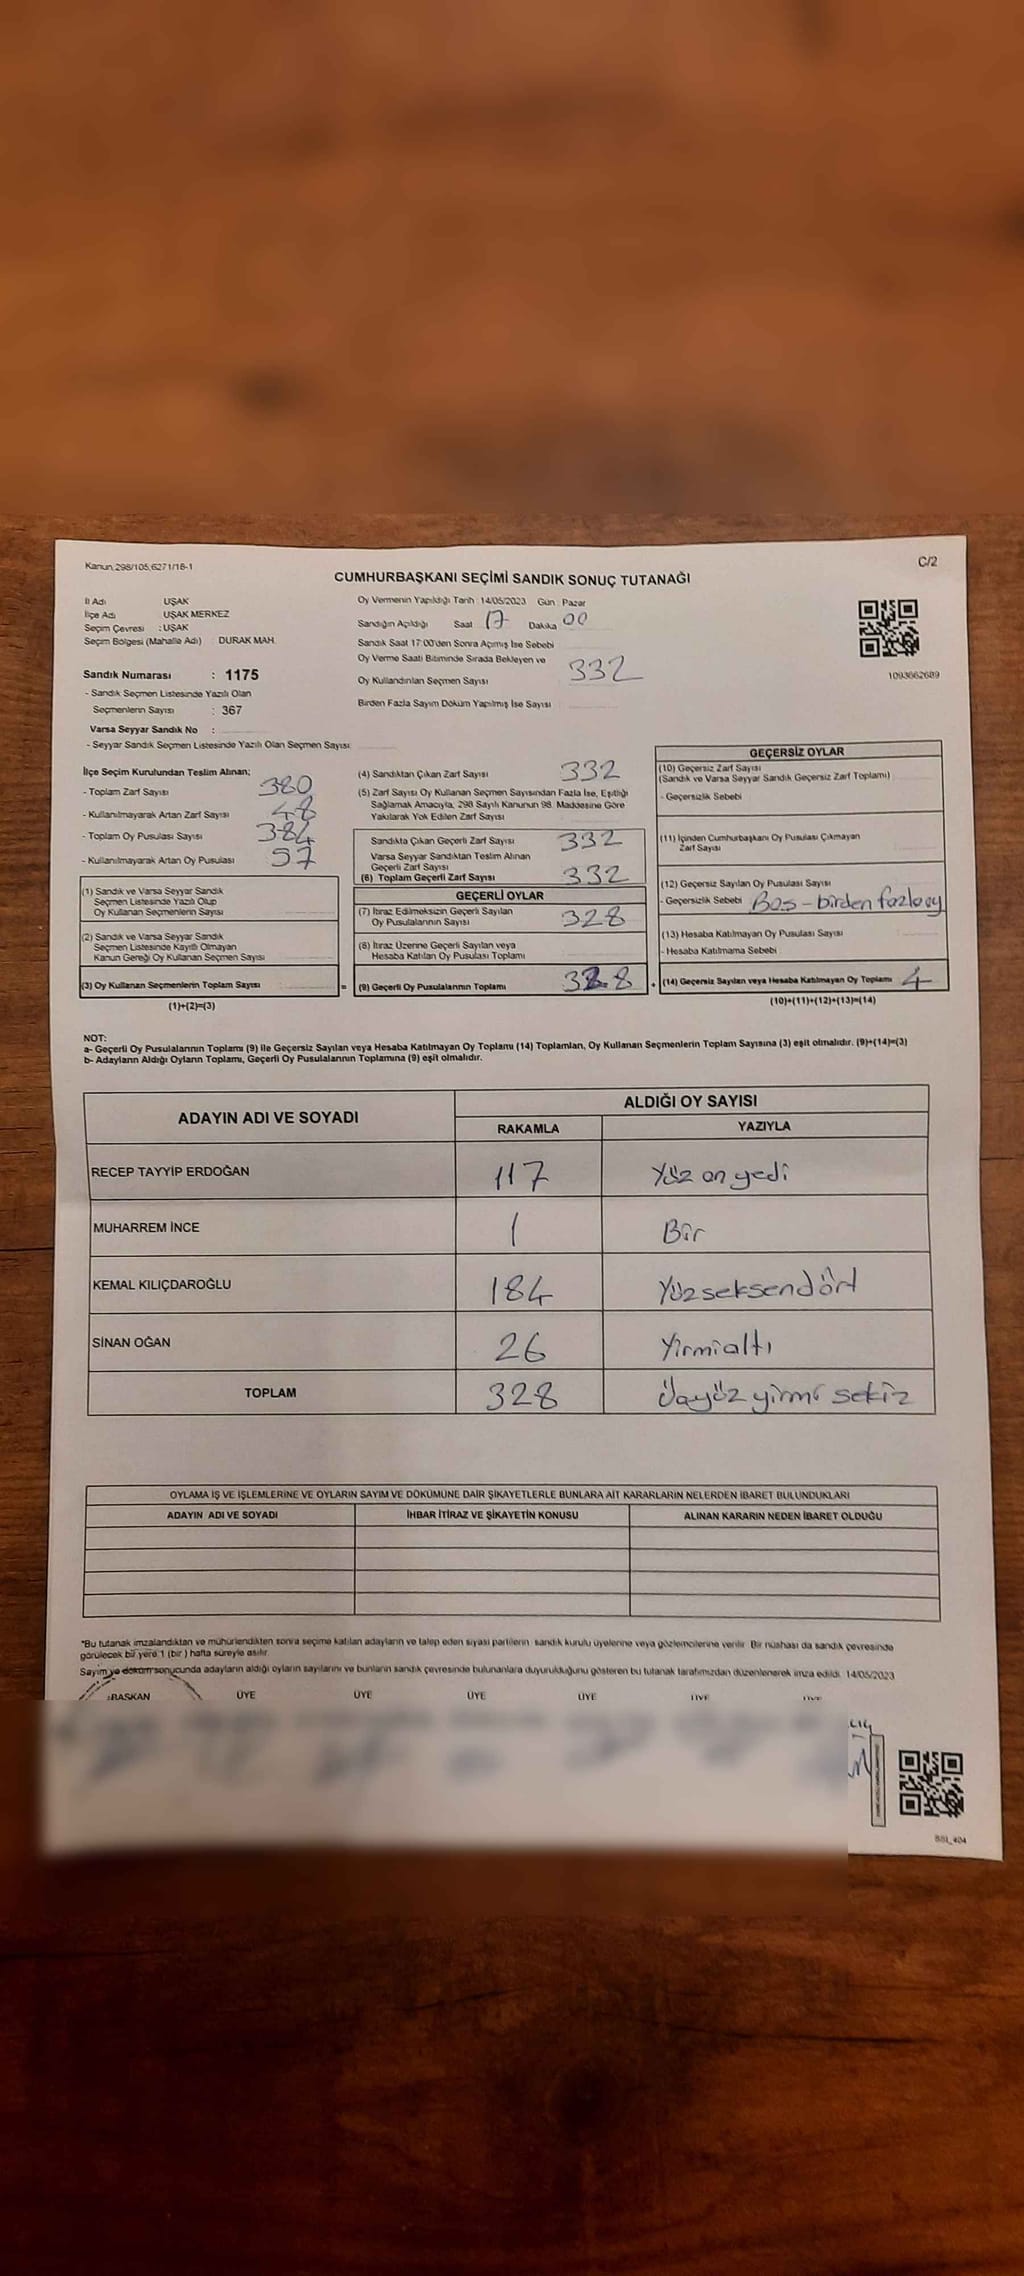 Kanun,298/105,6271/18-1
C/2
CUMHURBAŞKANI SEÇİMİ SANDIK SONUÇ TUTANAĞI
İl Adı UŞAK
İlçe Adı UŞAK MERKEZ
Seçim Çevresi : UŞAK
Seçim Bölgesi (Mahalle Adı) : DURAK MAH.
Oy Vermenin Yapıldığı Tarih :14/05/2023 Gün : Pazar
Sandığın Açıldığı Saat 17 Dakika 00
Sandık Saat 17:00'den Sonra Açımış İse Sebebi
Oy Verme Saati Bitiminde Sırada Bekleyen ve
Oy Kullandırılan Seçmen Sayısı 332
Birden Fazla Sayım Döküm Yapılmış İse Sayısı
1093662689
Sandık Numarası : 1175
- Sandık Seçmen Listesinde Yazılı Olan
Seçmenlerin Sayısı : 367
Varsa Seyyar Sandık No :
- Seyyar Sandık Seçmen Listesinde Yazılı Olan Seçmen Sayısı
İlçe Seçim Kurulundan Teslim Alınan;
- Toplam Zarf Sayısı 380
- Kullanılmayarak Artan Zarf Sayısı 48
- Toplam Oy Pusulası Sayısı 384
- Kullanılmayarak Artan Oy Pusulası
(1) Sandık ve Varsa Seyyar Sandık
Seçmen Listesinde Yazılı Olup
Oy Kullanan Seçmenlerin Sayısı
(2) Sandık ve Varsa Seyyar Sandık
Seçmen Listesinde Kayıtlı Olmayan
Kanun Gereği Oy Kullanan Seçmen Sayısı
(3) Oy Kullanan Seçmenlerin Toplam Sayısı =
(1)+(2)=(3)
(4) Sandıktan Çıkan Zarf Sayısı 332
(5) Zarf Sayısı Oy Kullanan Seçmen Sayısından Fazla İse, Eşitliği
Sağlamak Amacıyla, 298 Sayılı Kanunun 98. Maddesine Göre
Yakılarak Yok Edilen Zarf Sayısı
Sandıkta Çıkan Geçerli Zarf Sayısı 332
Varsa Seyyar Sandıktan Teslim Alınan
Geçerli Zarf Sayısı
(6) Toplam Geçerli Zarf Sayısı 332
GEÇERLİ OYLAR
(7) İtiraz Edilmeksizin Geçerli Sayılan
Oy Pusulalarının Sayısı 328
(8) İtiraz Üzerine Geçerli Sayılan veya
Hesaba Katılan Oy Pusulası Toplamı
(9) Geçerli Oy Pusulalarının Toplamı 328 +
GEÇERSİZ OYLAR
(10) Geçersiz Zarf Sayısı
(Sandık ve Varsa Seyyar Sandık Geçersiz Zarf Toplamı)
- Geçersizlik Sebebi
(11) İçinden Cumhurbaşkanı Oy Pusulası Çıkmayan
Zarf Sayısı
(12) Geçersiz Sayılan Oy Pusulası Sayısı
- Geçersizlik Sebebi Boş - birden fazla oy
(13) Hesaba Katılmayan Oy Pusulası Sayısı
- Hesaba Katılmama Sebebi
(14) Geçersiz Sayılan veya Hesaba Katılmayan Oy Toplamı 4
(10)+(11)+(12)+(13)=(14)
NOT:
a- Geçerli Oy Pusulalarının Toplamı (9) ile Geçersiz Sayılan veya Hesaba Katılmayan Oy Toplamı (14) Toplamları, Oy Kullanan Seçmenlerin Toplam Sayısına (3) eşit olmalıdır. (9)+(14)=(3)
b- Adayların Aldığı Oyların Toplamı, Geçerli Oy Pusulalarının Toplamına (9) eşit olmalıdır.
ADAYIN ADI VE SOYADI
ALDIĞI OY SAYISI
RAKAMLA YAZIYLA
RECEP TAYYİP ERDOĞAN 117 Yüz on yedi
MUHARREM İNCE 1 Bir
KEMAL KILIÇDAROĞLU 184 Yüzseksendört
SİNAN OĞAN 26 Yirmialtı
TOPLAM 328 Üçyüz yirmi sekiz
OYLAMA İŞ VE İŞLEMLERİNE VE OYLARIN SAYIM VE DÖKÜMÜNE DAİR ŞİKAYETLERLE BUNLARA AİT KARARLARIN NELERDEN İBARET BULUNDUKLARI
ADAYIN ADI VE SOYADI İHBAR İTİRAZ VE ŞİKAYETİN KONUSU ALINAN KARARIN NEDEN İBARET OLDUĞU
*Bu tutanak imzalandıktan ve mühürlendikten sonra seçime katılan adayların ve talep eden siyasi partilerin sandık kurulu üyelerine veya gözlemcilerine verilir. Bir nüshası da sandık çevresinde
görülecek bir yere 1 (bir) hafta süreyle asılır.
Sayım ve döküm sonucunda adayların aldığı oyların sayılarını ve bunların sandık çevresinde bulunanlara duyurulduğunu gösteren bu tutanak tarafımızdan düzenlenerek imza edildi. 14/05/2023
BAŞKAN ÜYE ÜYE ÜYE ÜYE ÜYE ÜYE
BSL_404